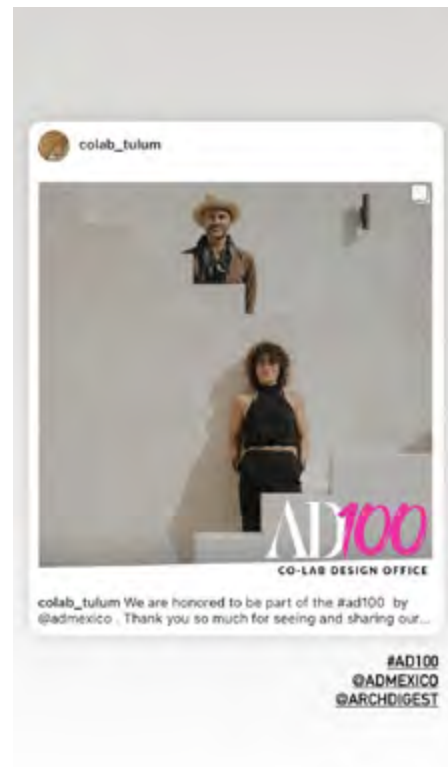 colab_tulum
AD100
CO-LAB DESIGN OFFICE
colab_tulum We are honored to be part of the #ad100 by
@admexico . Thank you so much for seeing and sharing our...
#AD100
@ADMEXICO
@ARCHDIGEST